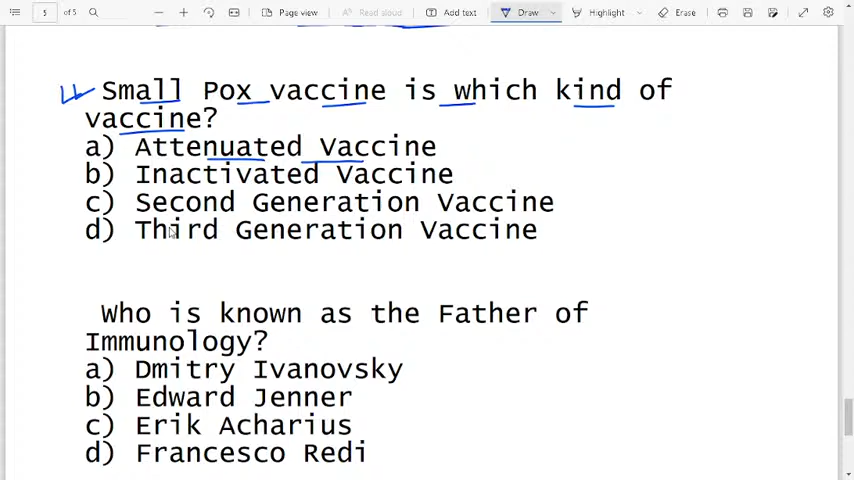 5 of 5 Page view Read aloud Add text Draw Highlight Erase
Small Pox vaccine is which kind of
vaccine?
a) Attenuated Vaccine
b) Inactivated Vaccine
c) Second Generation Vaccine
d) Third Generation Vaccine
Who is known as the Father of
Immunology?
a) Dmitry Ivanovsky
b) Edward Jenner
c) Erik Acharius
d) Francesco Redi